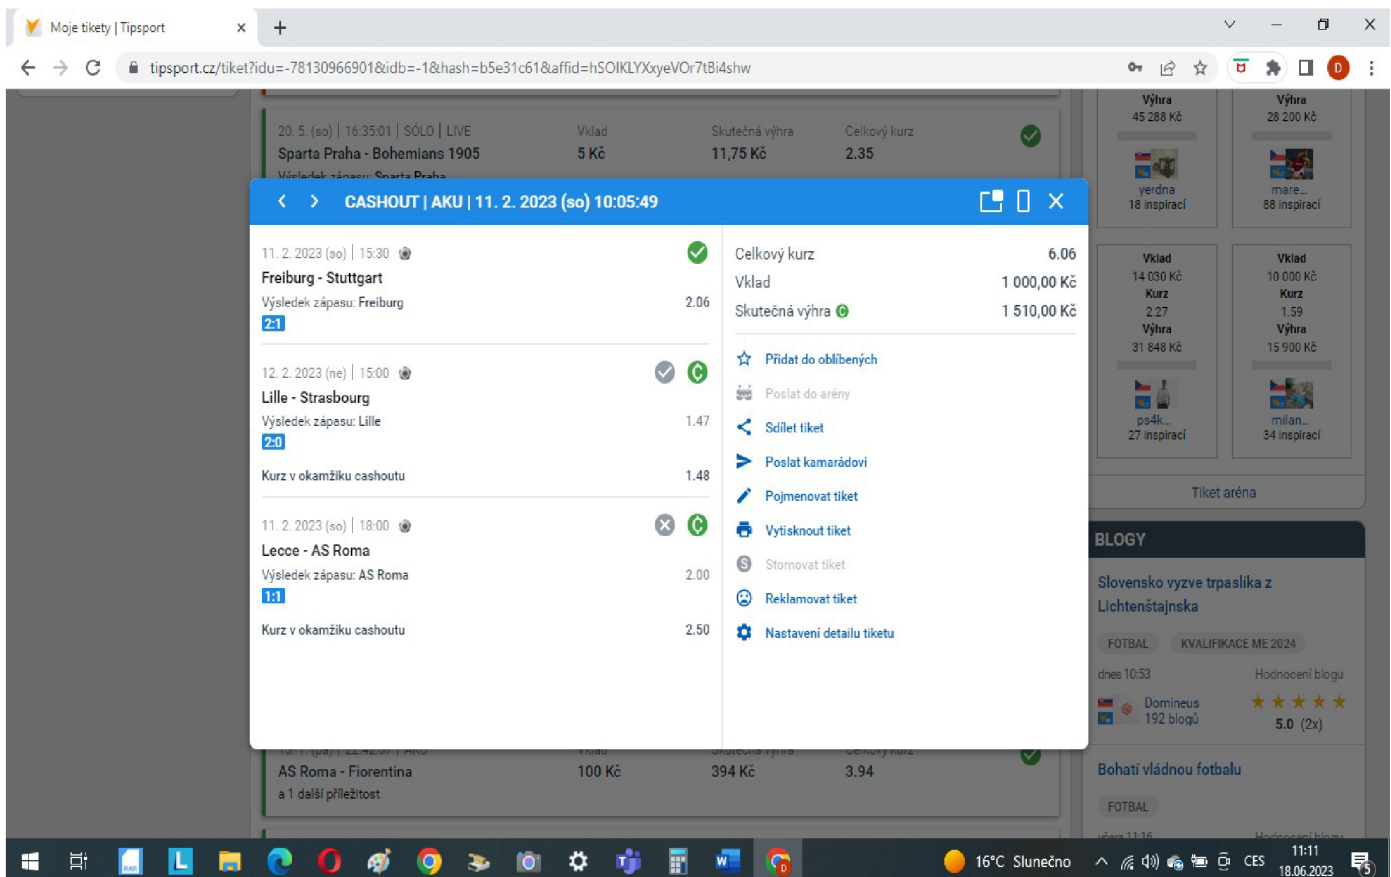 Moje tikety | Tipsport
tipsport.cz/tiket?idu=-78130966901&idb=-1&hash=b5e31c61&affid=hSOIKLYXxyeVOr7tBi4shw
D
20. 5. (so) | 16:35:01 | SÓLO | LIVE Vklad Skutečná výhra Celkový kurz
Sparta Praha - Bohemians 1905 5 Kč 11,75 Kč 2.35
Výsledek zápasu: Sparta Praha
CASHOUT | AKU | 11. 2. 2023 (so) 10:05:49
11. 2. 2023 (so) | 15:30
Freiburg - Stuttgart
Výsledek zápasu: Freiburg 2.06
2:1
12. 2. 2023 (ne) | 15:00
Lille - Strasbourg
Výsledek zápasu: Lille 1.47
2:0
Kurz v okamžiku cashoutu 1.48
11. 2. 2023 (so) | 18:00
Lecce - AS Roma
Výsledek zápasu: AS Roma 2.00
1:1
Kurz v okamžiku cashoutu 2.50
Celkový kurz 6.06
Vklad 1 000,00 Kč
Skutečná výhra 1 510,00 Kč
Přidat do oblíbených
Poslat do arény
Sdílet tiket
Poslat kamarádovi
Pojmenovat tiket
Vytisknout tiket
Stornovat tiket
Reklamovat tiket
Nastavení detailu tiketu
AS Roma - Fiorentina 100 Kč 394 Kč 3.94
a 1 další příležitost
Výhra
45 288 Kč
yerdna
18 inspirací
Výhra
28 200 Kč
mare...
88 inspirací
Vklad
14 030 Kč
Kurz
2.27
Výhra
31 848 Kč
ps4k...
27 inspirací
Vklad
10 000 Kč
Kurz
1.59
Výhra
15 900 Kč
milan...
34 inspirací
Tiket aréna
BLOGY
Slovensko vyzve trpaslíka z
Lichtenštajnska
FOTBAL KVALIFIKACE ME 2024
dnes 10:53 Hodnocení blogu
Domineus
192 blogů
5.0 (2x)
Bohatí vládnou fotbalu
FOTBAL
včera 11:16 Hodnocení blogu
16°C Slunečno
CES
11:11
18.06.2023
5